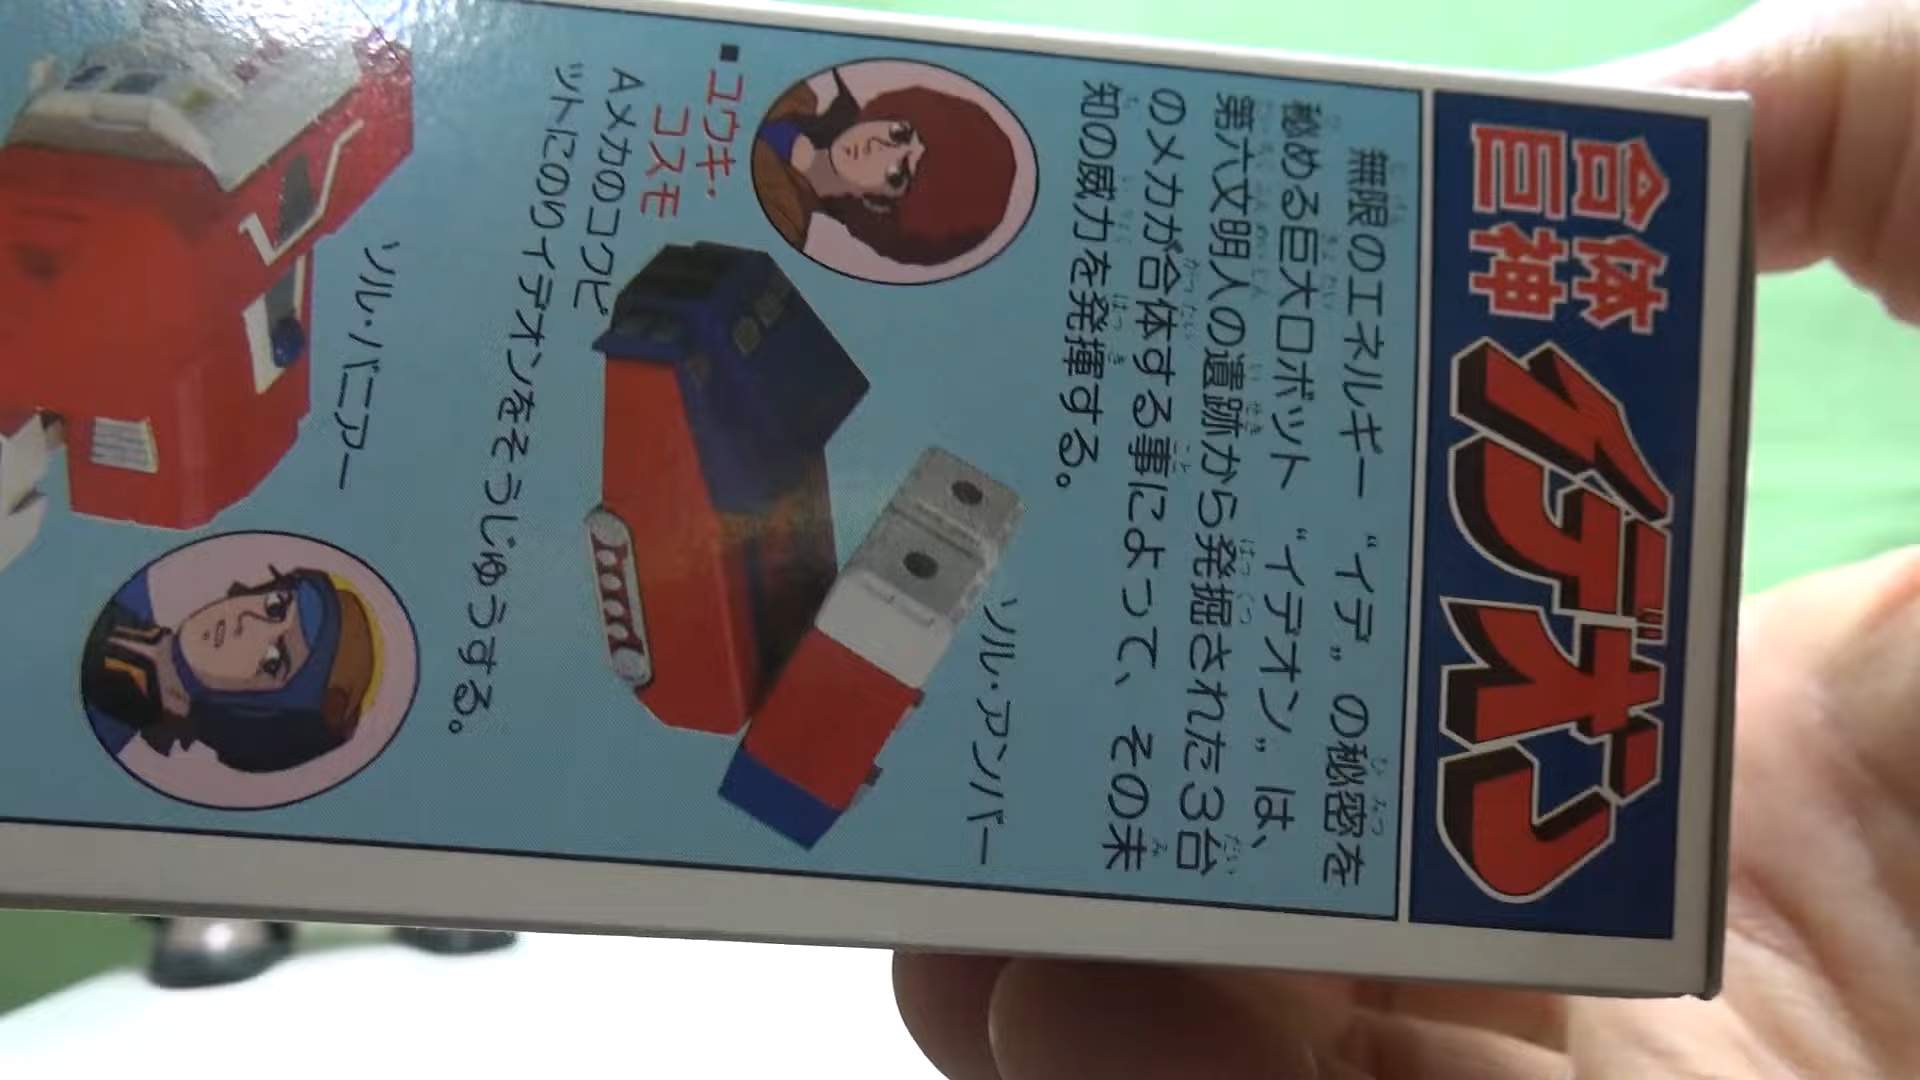 合体
巨神
イデオン
無限のエネルギー“イデ”の秘密を
秘める巨大ロボット“イデオン”は、
第六文明人の遺跡から発掘された3台
のメカが合体する事によって、その未
知の威力を発揮する。
ソル・アンバー
■ユウキ・
コスモ
Aメカのコクピ
ットにのりイデオンをそうじゅうする。
ソル・バニアー